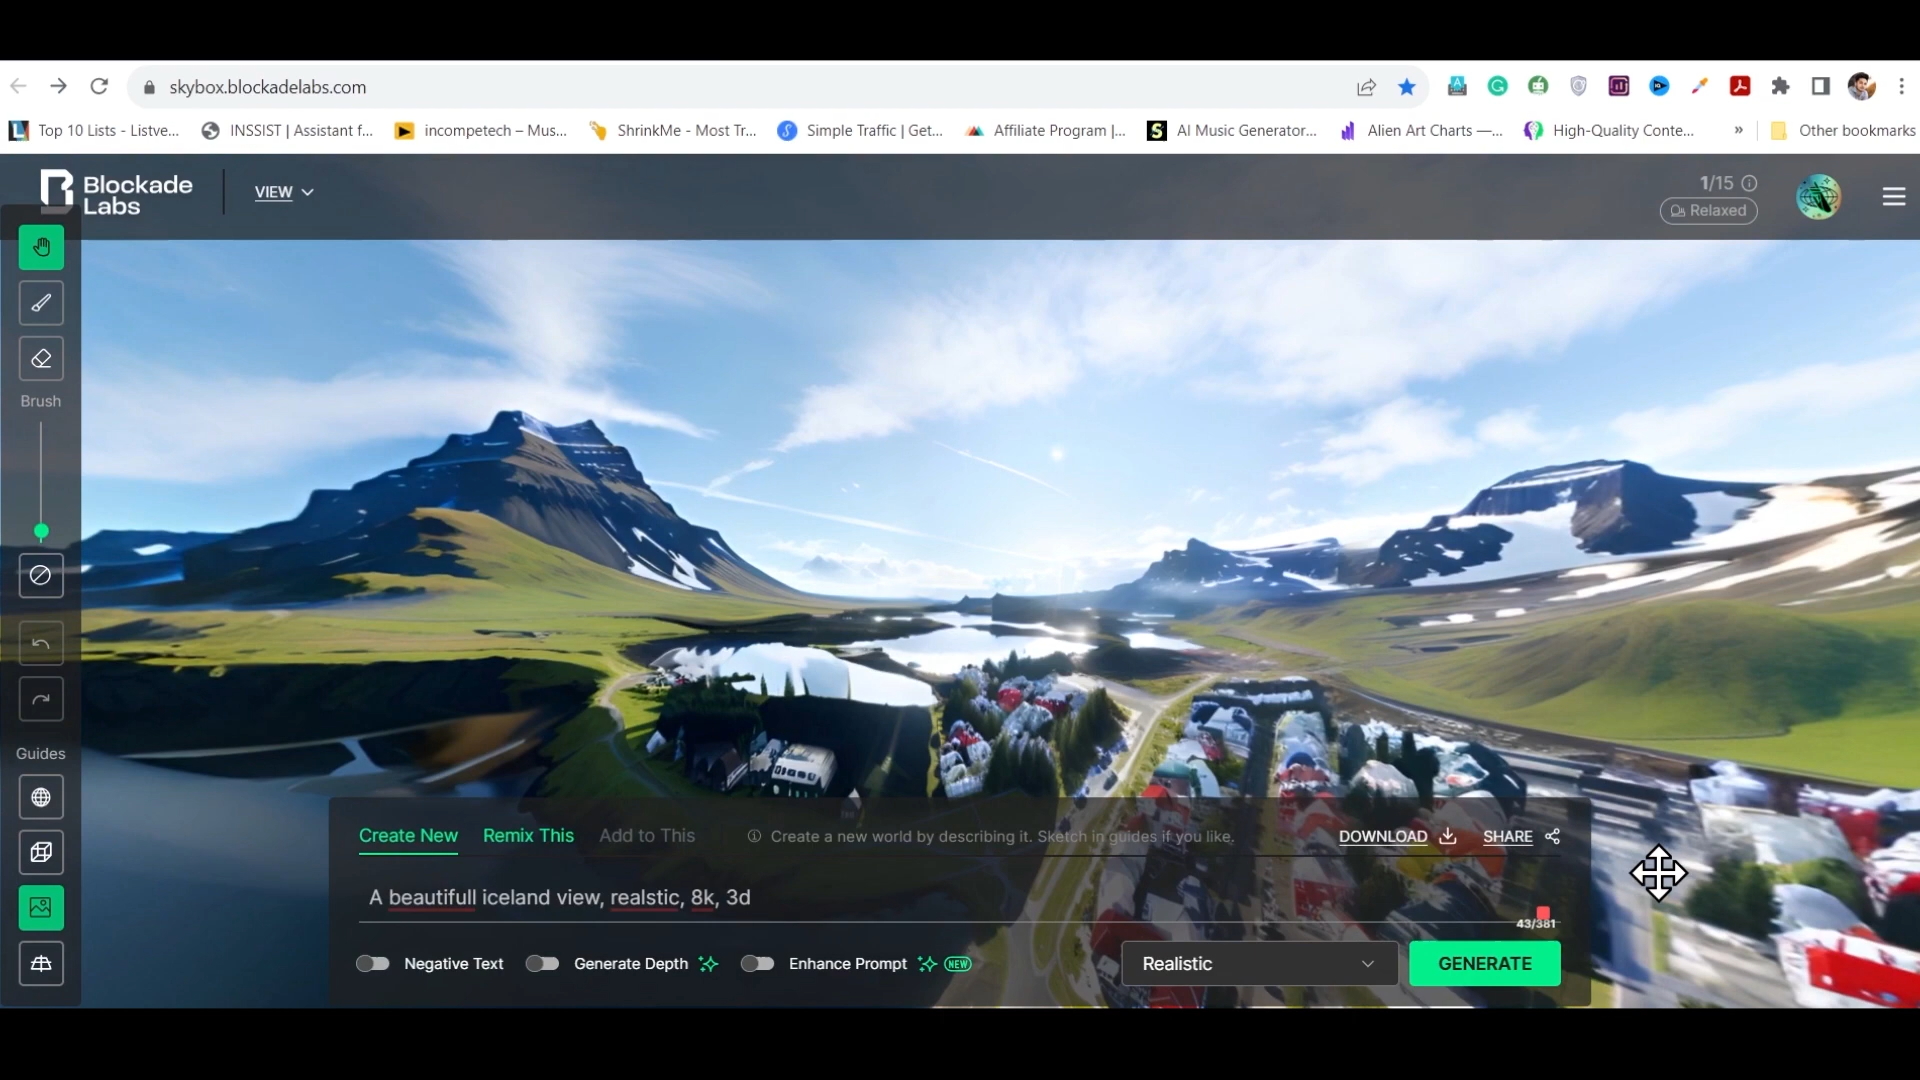 skybox.blockadelabs.com
Top 10 Lists - Listve... INSSIST | Assistant f... incompetech – Mus... ShrinkMe - Most Tr... Simple Traffic | Get... Affiliate Program |... AI Music Generator... Alien Art Charts —... High-Quality Conte... » Other bookmarks
Blockade
Labs
VIEW
1/15
Relaxed
Brush
Guides
Create New Remix This Add to This Create a new world by describing it. Sketch in guides if you like. DOWNLOAD SHARE
A beautifull iceland view, realstic, 8k, 3d
43/381
Negative Text Generate Depth Enhance Prompt NEW Realistic GENERATE